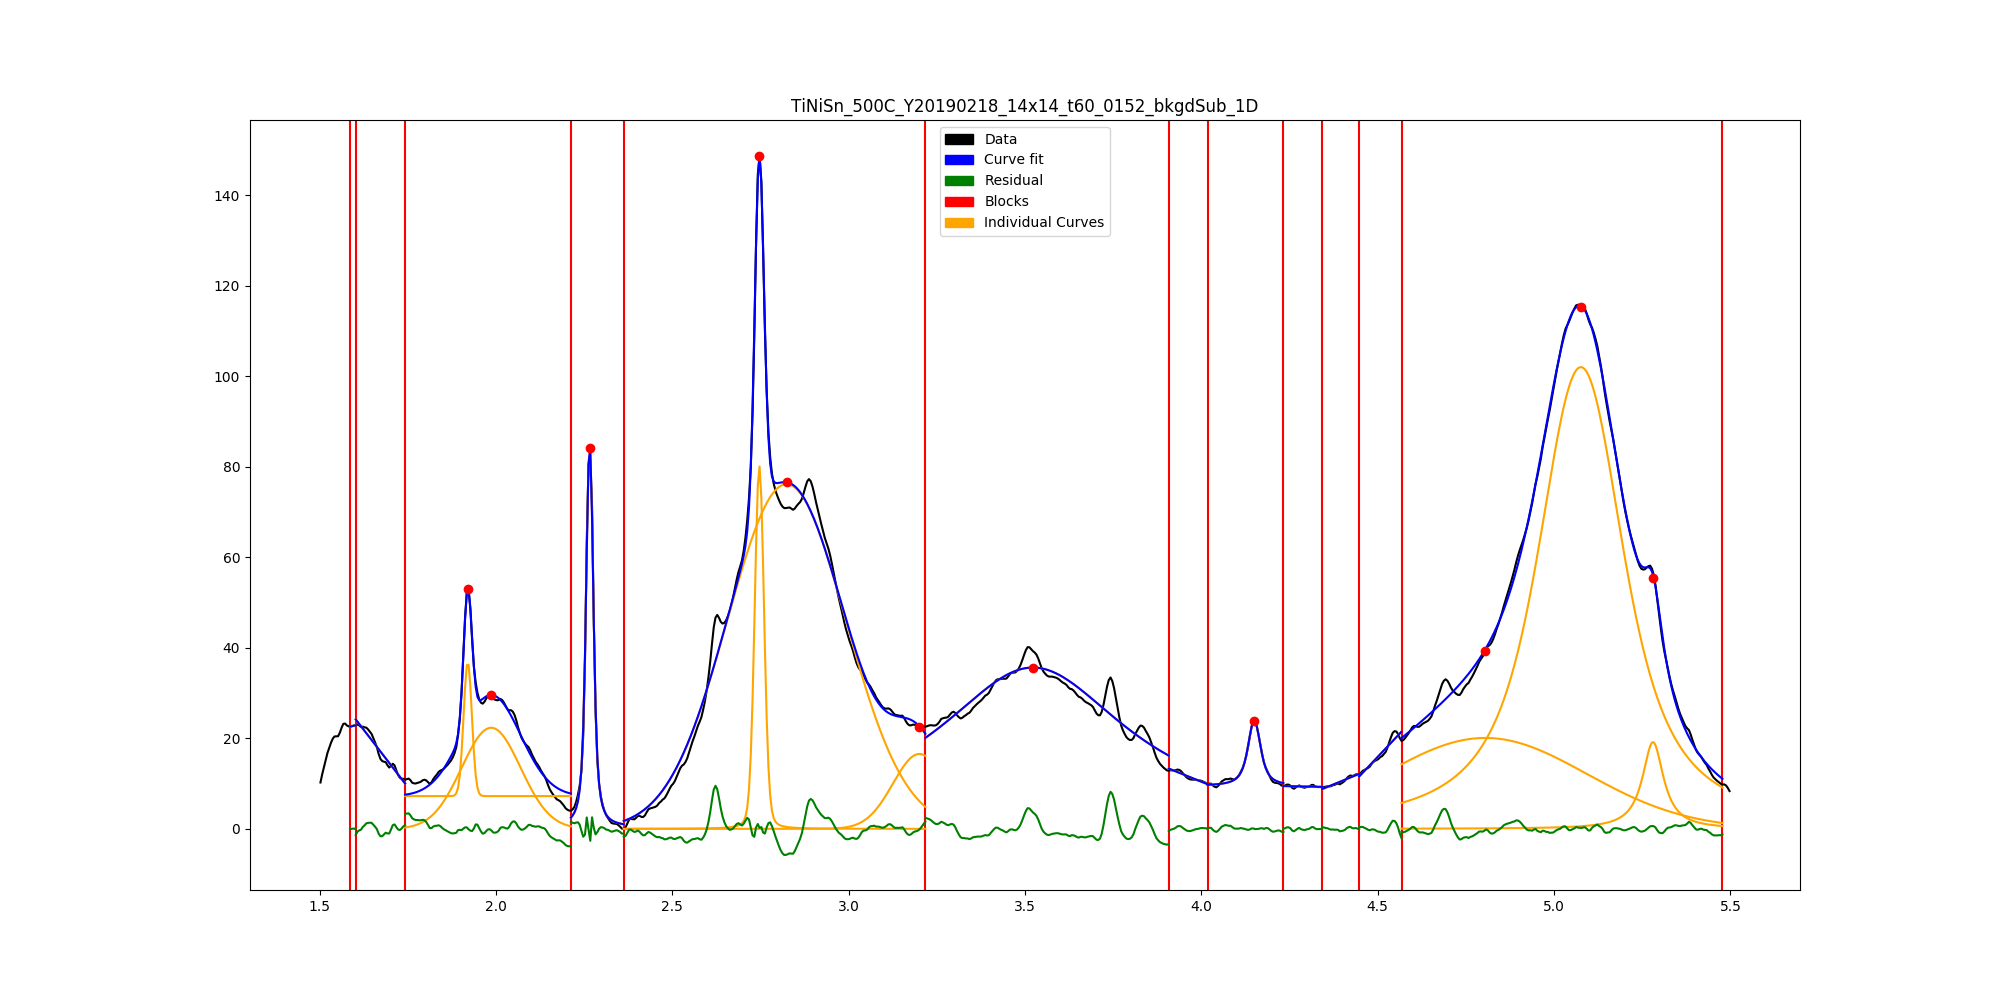 TiNiSn_500C_Y20190218_14x14_t60_0152_bkgdSub_1D
Data
Curve fit
Residual
Blocks
Individual Curves
140
120
100
80
60
40
20
0
1.5 2.0 2.5 3.0 3.5 4.0 4.5 5.0 5.5